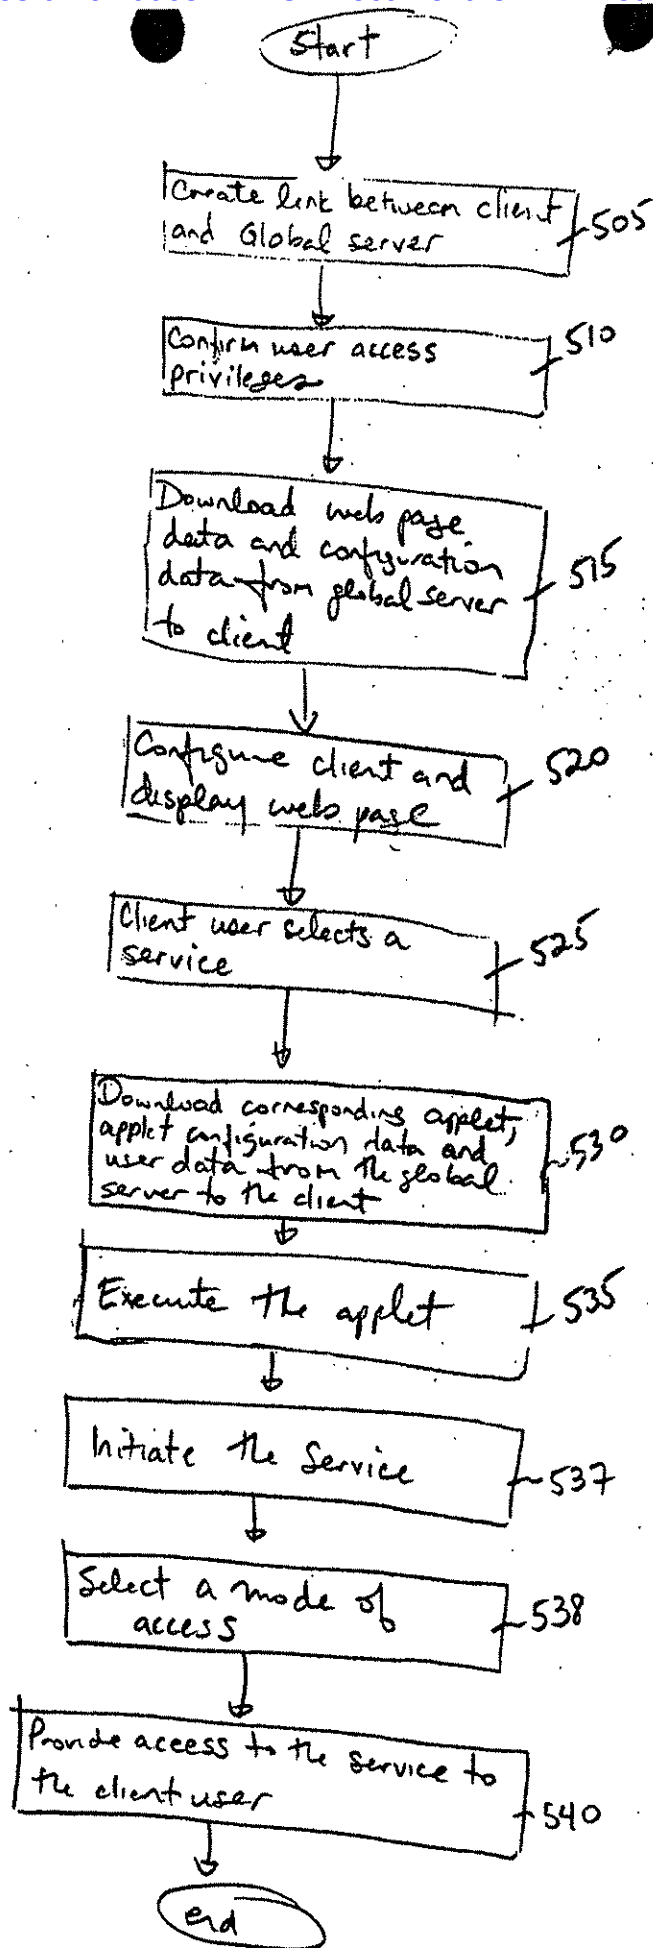 Start
Create link between client
and Global server
505
Confirm user access
privileges
510
Download web page
data and configuration
data from global server
to client
515
Configure client and
display web page
520
Client user selects a
service
525
Download corresponding applet,
applet configuration data and
user data from the global
server to the client
530
Execute the applet
535
Initiate the Service
537
Select a mode of
access
538
Provide access to the service to
the client user
540
end